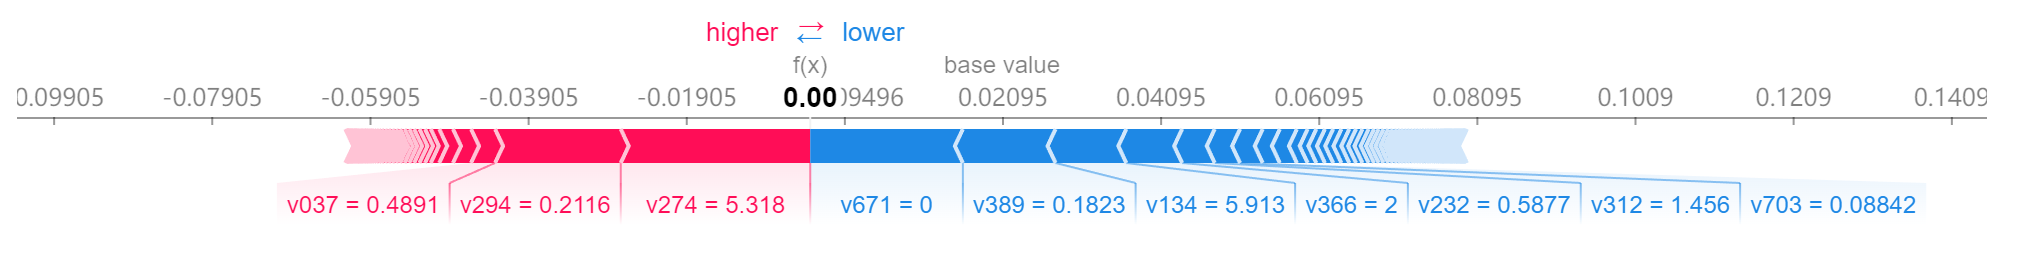 higher ⇄ lower
f(x) base value
0.09905 -0.07905 -0.05905 -0.03905 -0.01905 0.00 09496 0.02095 0.04095 0.06095 0.08095 0.1009 0.1209 0.1409
v037 = 0.4891 v294 = 0.2116 v274 = 5.318 v671 = 0 v389 = 0.1823 v134 = 5.913 v366 = 2 v232 = 0.5877 v312 = 1.456 v703 = 0.08842